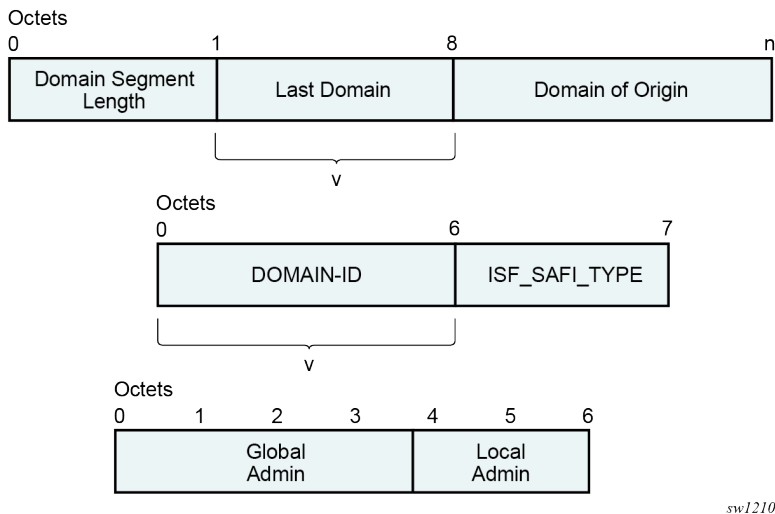 Octets
0 1 8 n
Domain Segment
Length
Last Domain
Domain of Origin
v
Octets
0 6 7
DOMAIN-ID
ISF_SAFI_TYPE
v
Octets
0 1 2 3 4 5 6
Global
Admin
Local
Admin
sw1210